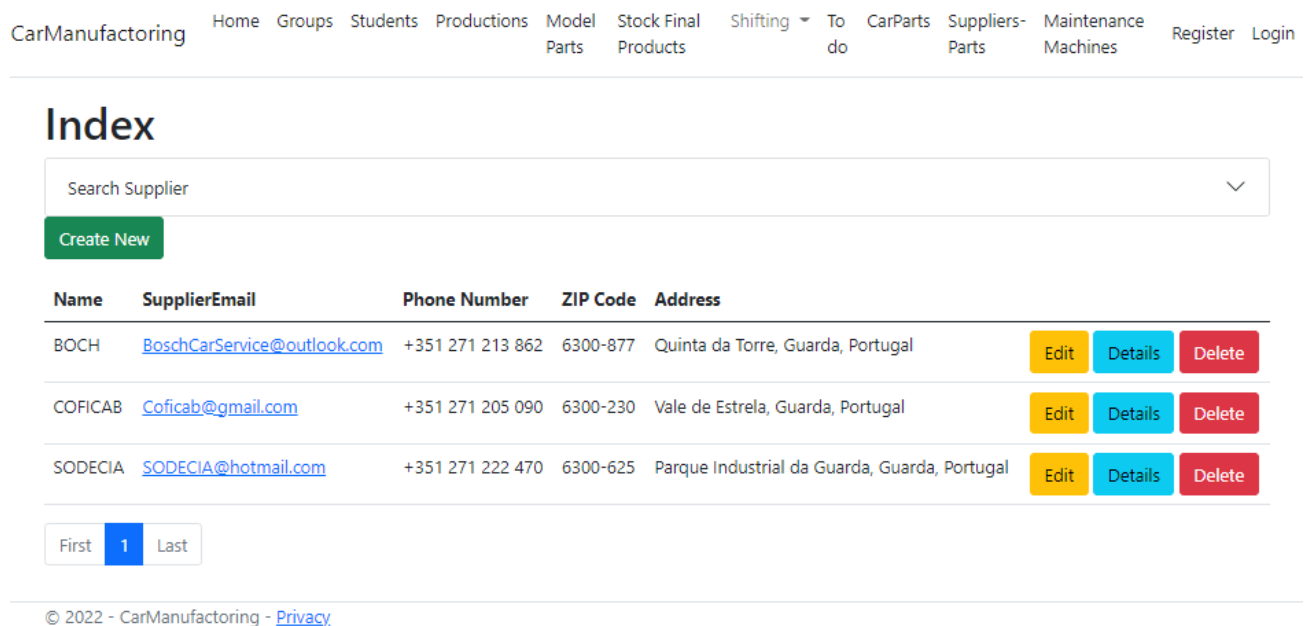 CarManufactoring Home Groups Students Productions Model Parts Stock Final Products Shifting To do CarParts Suppliers-Parts Maintenance Machines Register Login
Index
Search Supplier
Create New
Name SupplierEmail Phone Number ZIP Code Address
BOCH BoschCarService@outlook.com +351 271 213 862 6300-877 Quinta da Torre, Guarda, Portugal Edit Details Delete
COFICAB Coficab@gmail.com +351 271 205 090 6300-230 Vale de Estrela, Guarda, Portugal Edit Details Delete
SODECIA SODECIA@hotmail.com +351 271 222 470 6300-625 Parque Industrial da Guarda, Guarda, Portugal Edit Details Delete
First 1 Last
© 2022 - CarManufactoring - Privacy